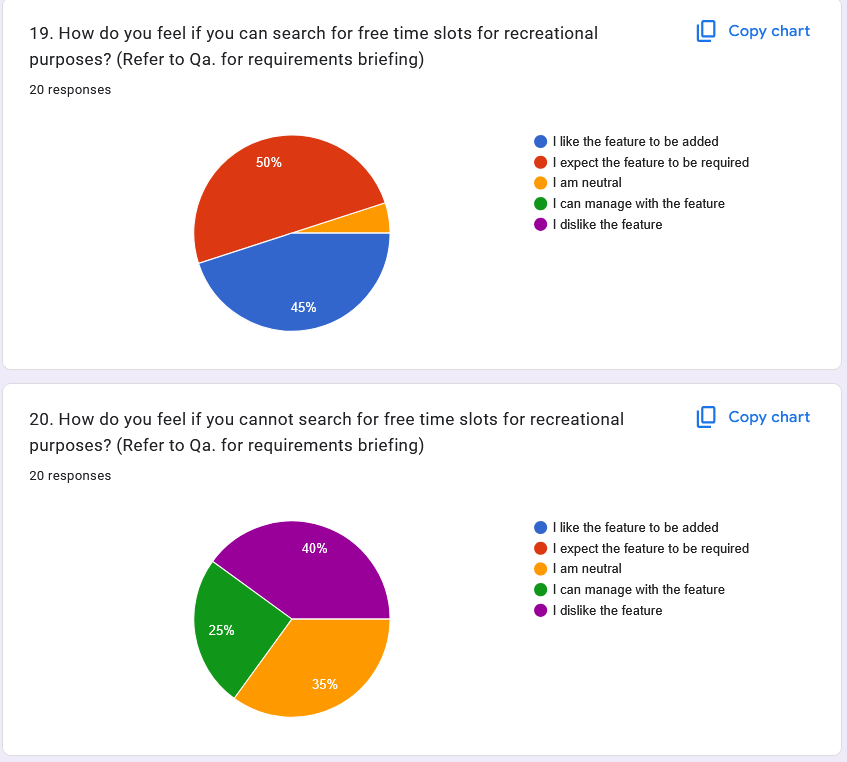 19. How do you feel if you can search for free time slots for recreational
purposes? (Refer to Qa. for requirements briefing)
Copy chart
20 responses
50%
45%
I like the feature to be added
I expect the feature to be required
I am neutral
I can manage with the feature
I dislike the feature
20. How do you feel if you cannot search for free time slots for recreational
purposes? (Refer to Qa. for requirements briefing)
Copy chart
20 responses
40%
25%
35%
I like the feature to be added
I expect the feature to be required
I am neutral
I can manage with the feature
I dislike the feature